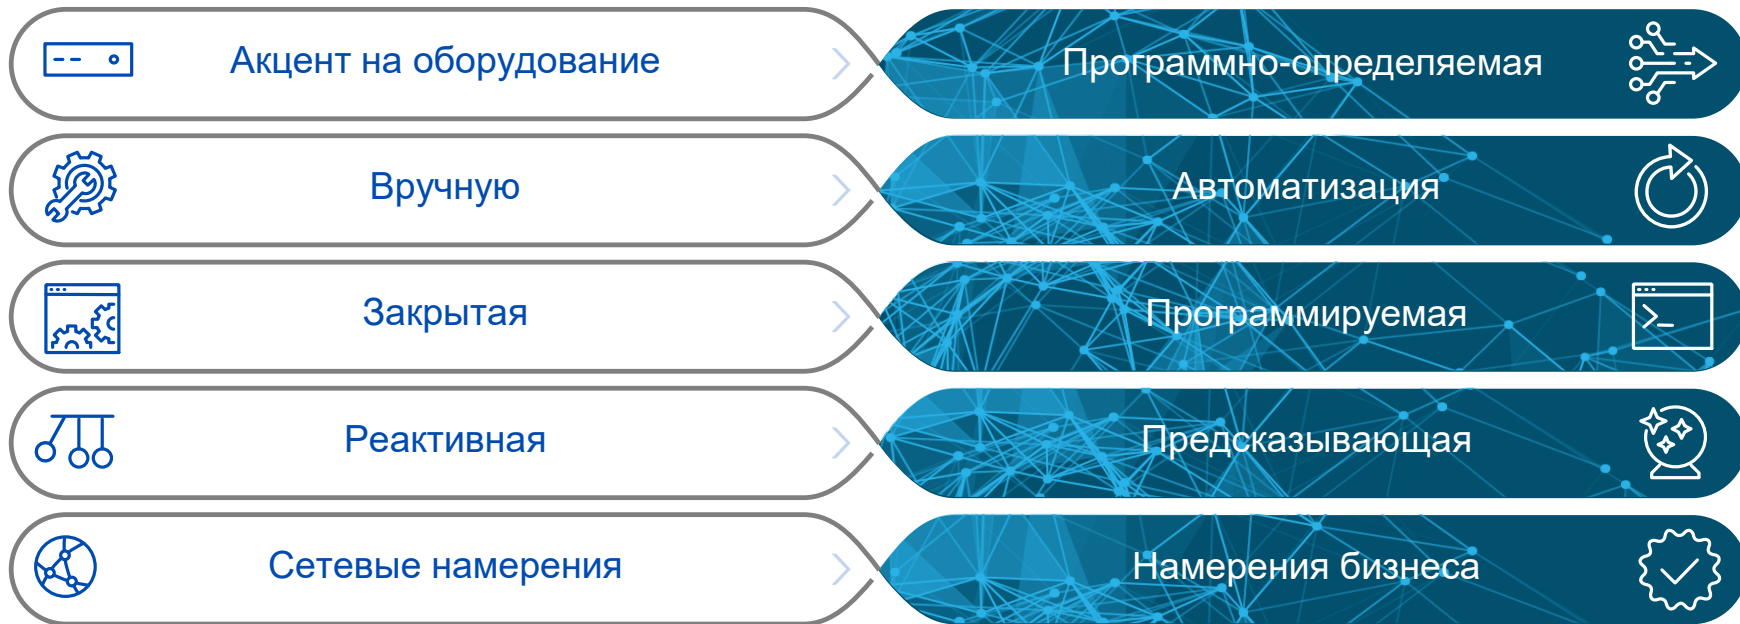 Акцент на оборудование
Программно-определяемая
Вручную
Автоматизация
Закрытая
Программируемая
Реактивная
Предсказывающая
Сетевые намерения
Намерения бизнеса